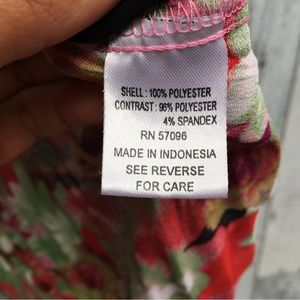 SHELL: 100% POLYESTER
CONTRAST: 96% POLYESTER
4% SPANDEX
RN 57096
MADE IN INDONESIA
SEE REVERSE
FOR CARE